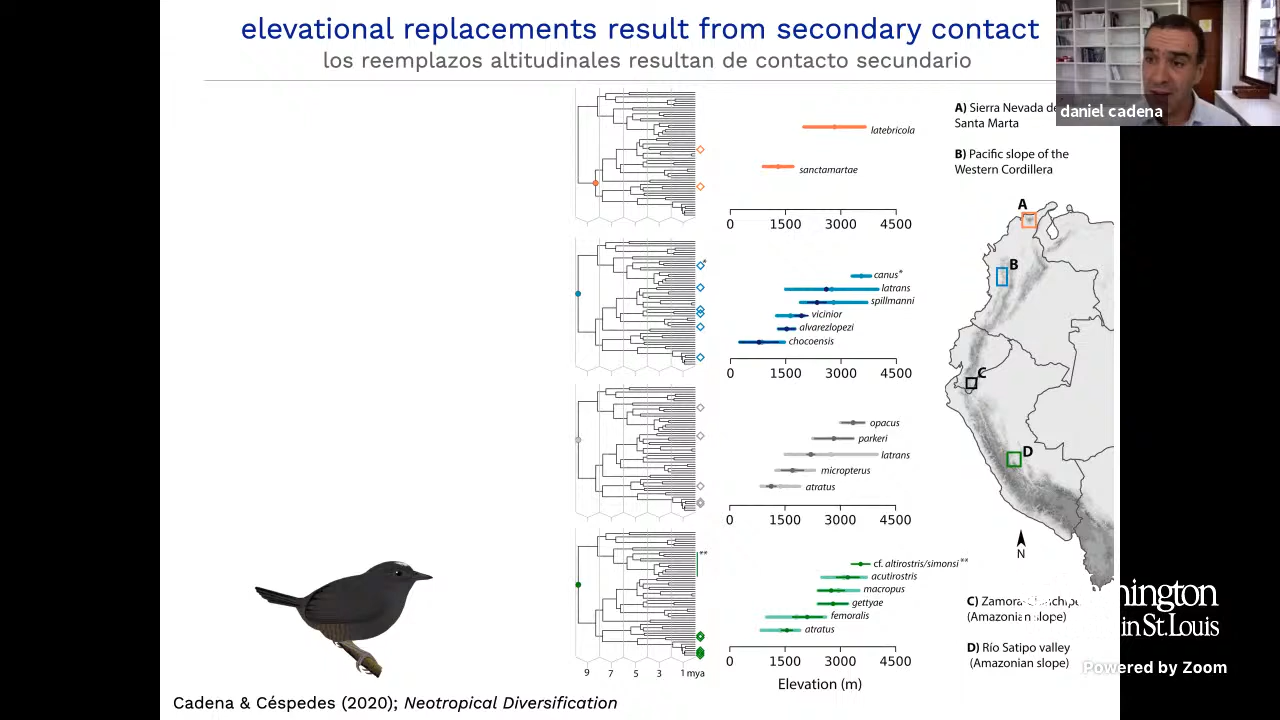 elevational replacements result from secondary contact
los reemplazos altitudinales resultan de contacto secundario
daniel cadena
A) Sierra Nevada de
Santa Marta
B) Pacific slope of the
Western Cordillera
latebricola
sanctamartae
0 1500 3000 4500
A
B
*
canus*
latrans
spillmanni
vicinior
alvarezlopezi
chocoensis
0 1500 3000 4500
C
opacus
parkeri
latrans
micropterus
atratus
0 1500 3000 4500
D
N
**
cf. altirostris/simonsi**
acutirostris
macropus
gettyae
femoralis
atratus
0 1500 3000 4500
Elevation (m)
9 7 5 3 1 mya
C) Zamora
(Amazonian slope)
D) Río Satipo valley
(Amazonian slope)
in St. Louis
Powered by Zoom
Cadena & Céspedes (2020); Neotropical Diversification